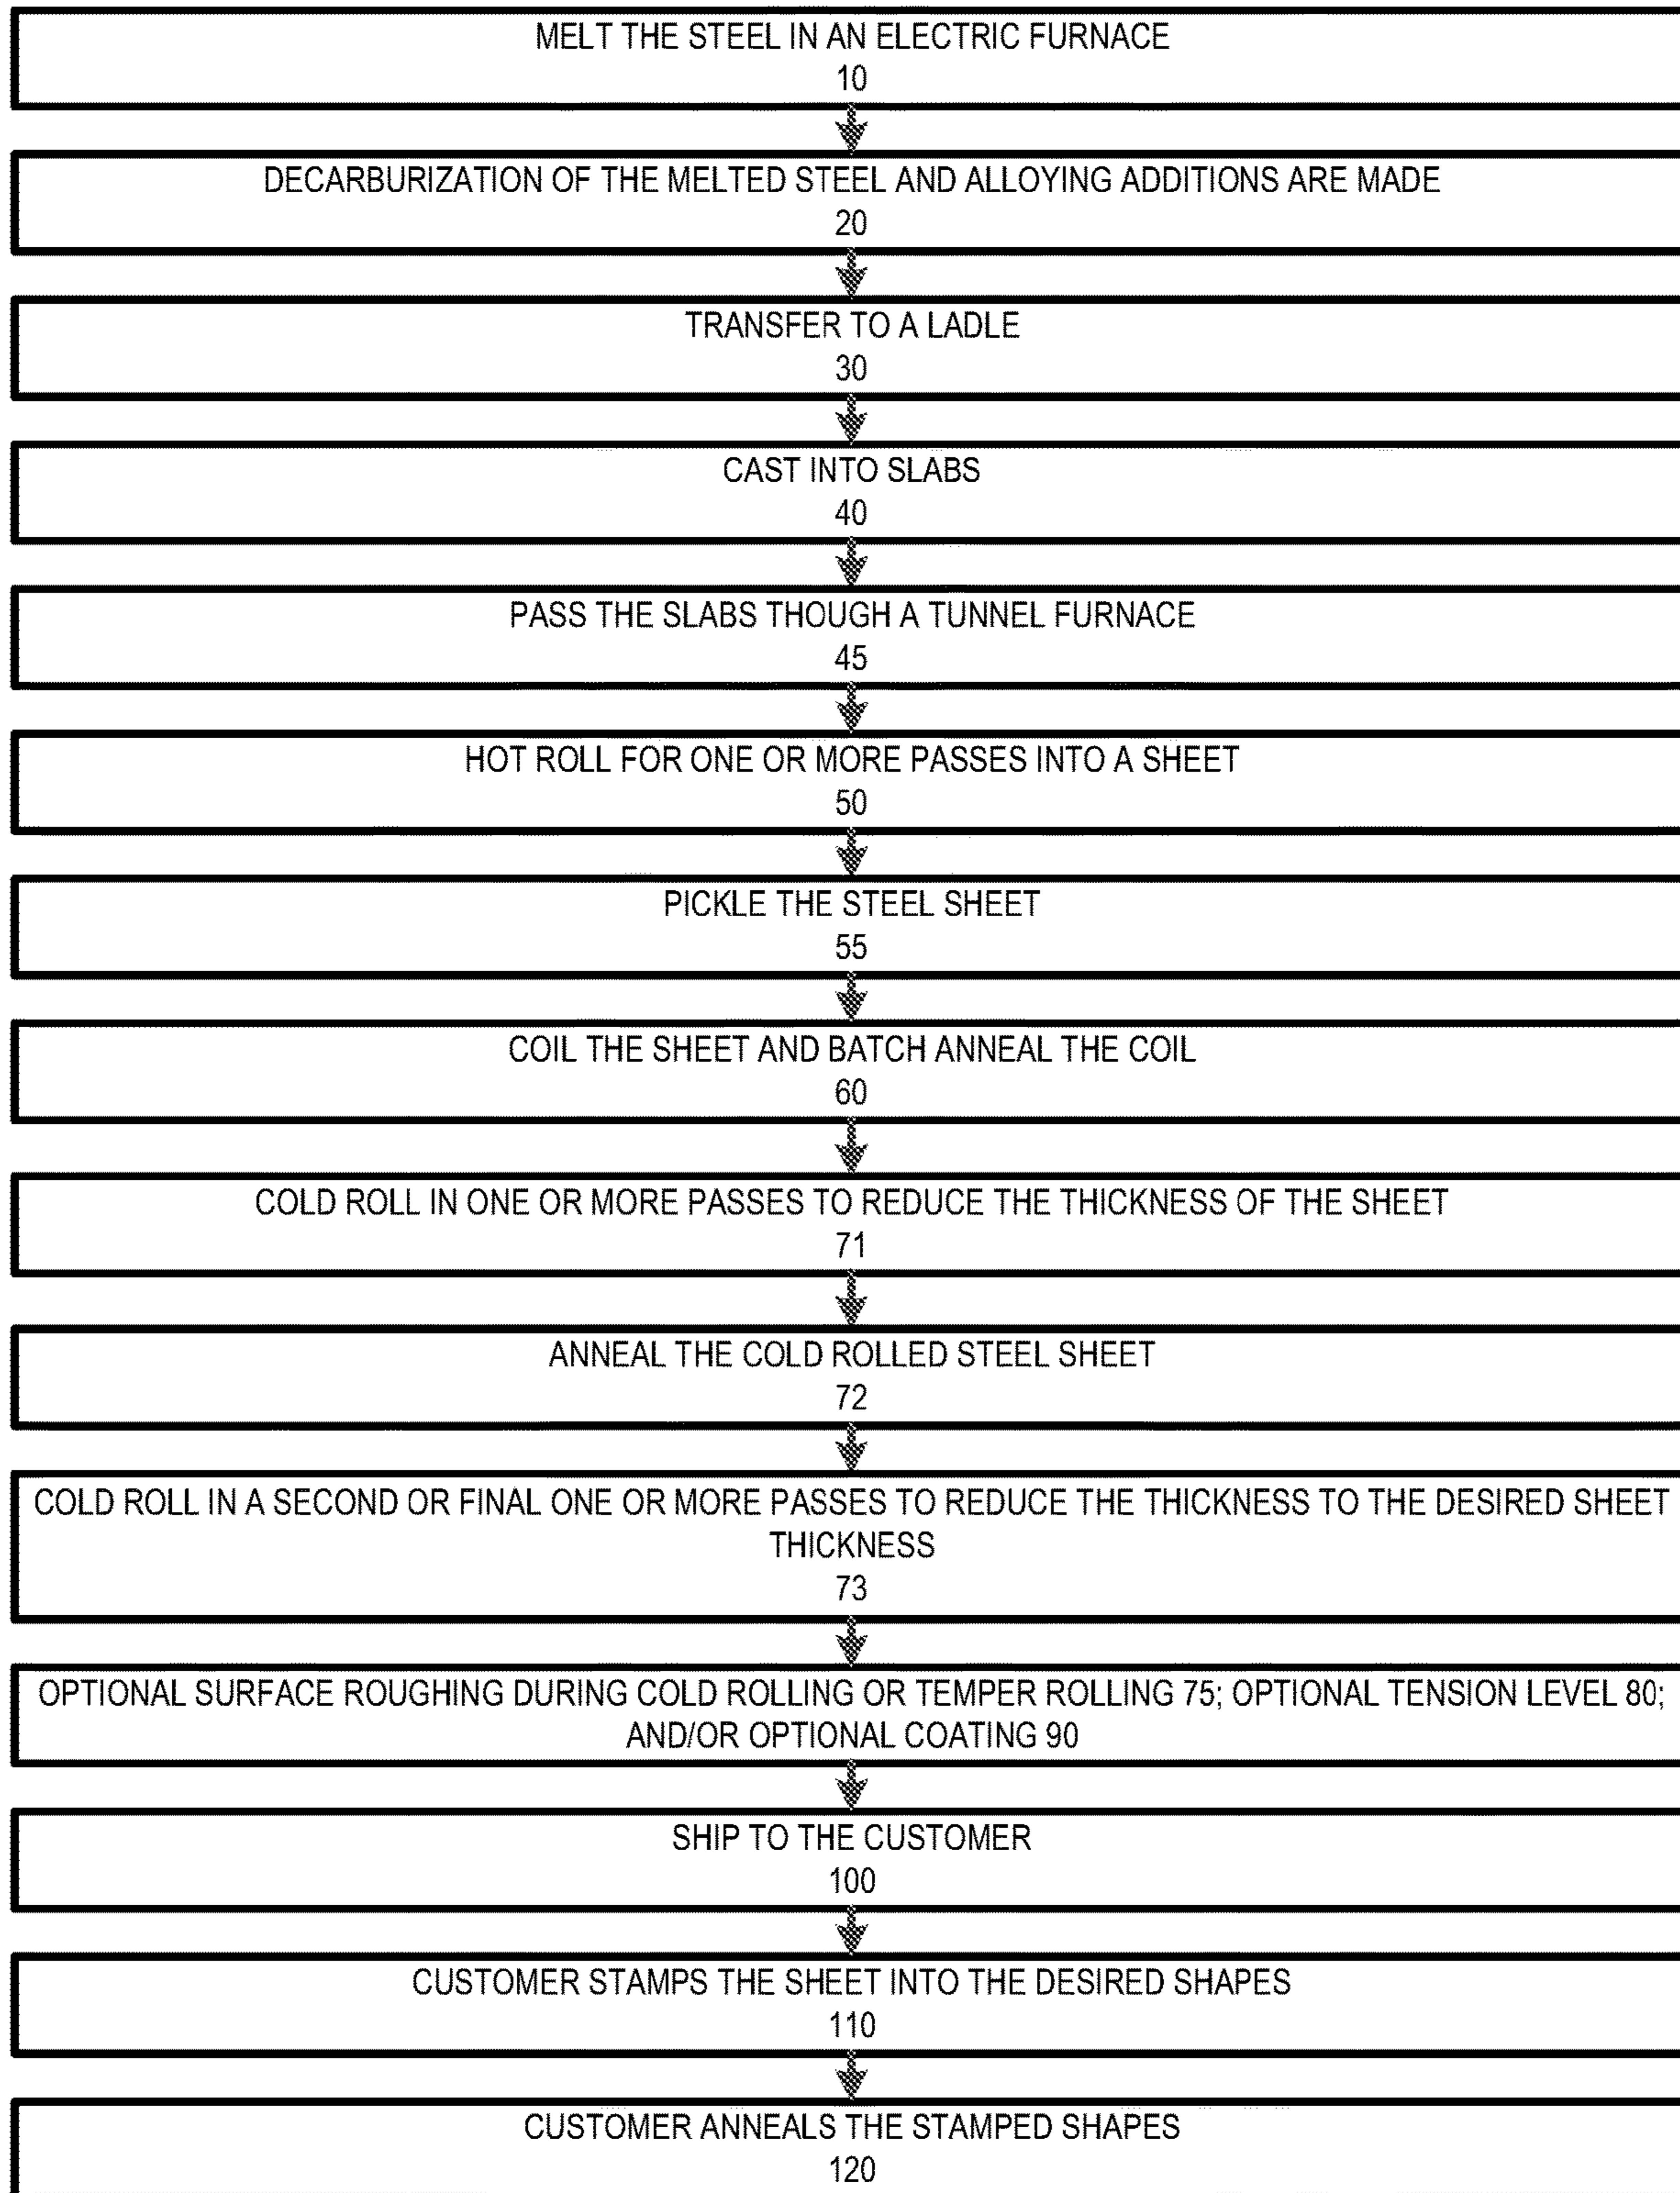 MELT THE STEEL IN AN ELECTRIC FURNACE
10
DECARBURIZATION OF THE MELTED STEEL AND ALLOYING ADDITIONS ARE MADE
20
TRANSFER TO A LADLE
30
CAST INTO SLABS
40
PASS THE SLABS THOUGH A TUNNEL FURNACE
45
HOT ROLL FOR ONE OR MORE PASSES INTO A SHEET
50
PICKLE THE STEEL SHEET
55
COIL THE SHEET AND BATCH ANNEAL THE COIL
60
COLD ROLL IN ONE OR MORE PASSES TO REDUCE THE THICKNESS OF THE SHEET
71
ANNEAL THE COLD ROLLED STEEL SHEET
72
COLD ROLL IN A SECOND OR FINAL ONE OR MORE PASSES TO REDUCE THE THICKNESS TO THE DESIRED SHEET
THICKNESS
73
OPTIONAL SURFACE ROUGHING DURING COLD ROLLING OR TEMPER ROLLING 75; OPTIONAL TENSION LEVEL 80;
AND/OR OPTIONAL COATING 90
SHIP TO THE CUSTOMER
100
CUSTOMER STAMPS THE SHEET INTO THE DESIRED SHAPES
110
CUSTOMER ANNEALS THE STAMPED SHAPES
120